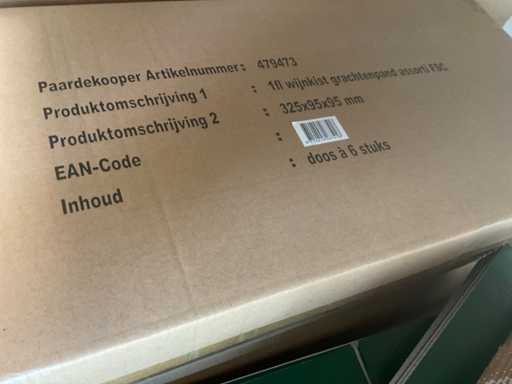 Paardekooper Artikelnummer: 479473
Produktomschrijving 1 : 1fl wijnkist grachtenpand assorti FSC
Produktomschrijving 2 : 325x95x95 mm
EAN-Code :
Inhoud : doos à 6 stuks